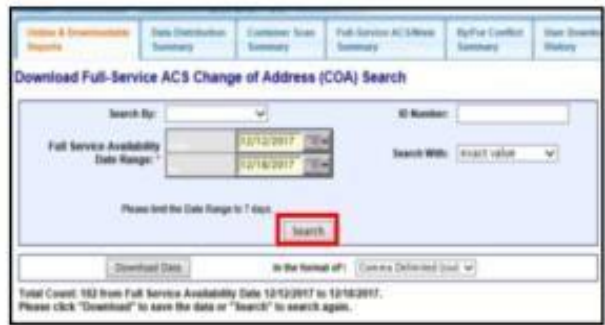 Online & Downloadable Reports
Data Distribution Summary
Container Scan Summary
Full-Service ACS/
Summary
By/For Conflict Summary
User Download History
Download Full-Service ACS Change of Address (COA) Search
Search By:
ID Number:
Full Service Availability
Date Range: *
12/12/2017
12/18/2017
Search With:
exact value
Please limit the Date Range to 7 days
Search
Download Data
in the format of:
Comma Delimited (csv)
Total Count: 182 from Full Service Availability Date 12/12/2017 to 12/18/2017.
Please click "Download" to save the data or "Search" to search again.